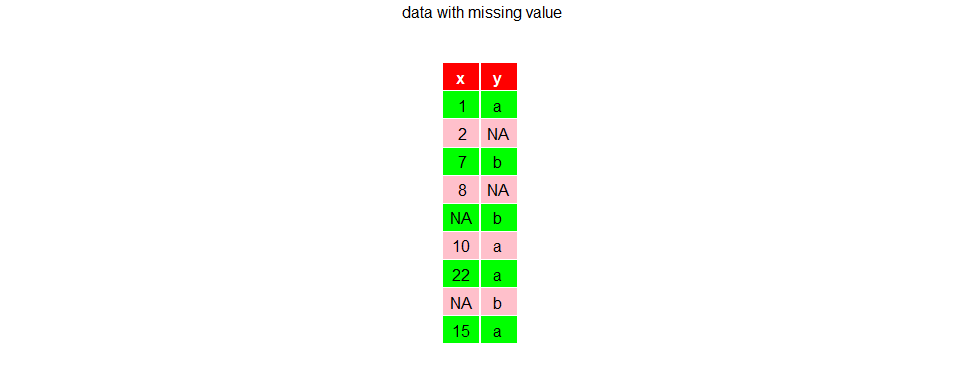 data with missing value
x y
1 a
2 NA
7 b
8 NA
NA b
10 a
22 a
NA b
15 a